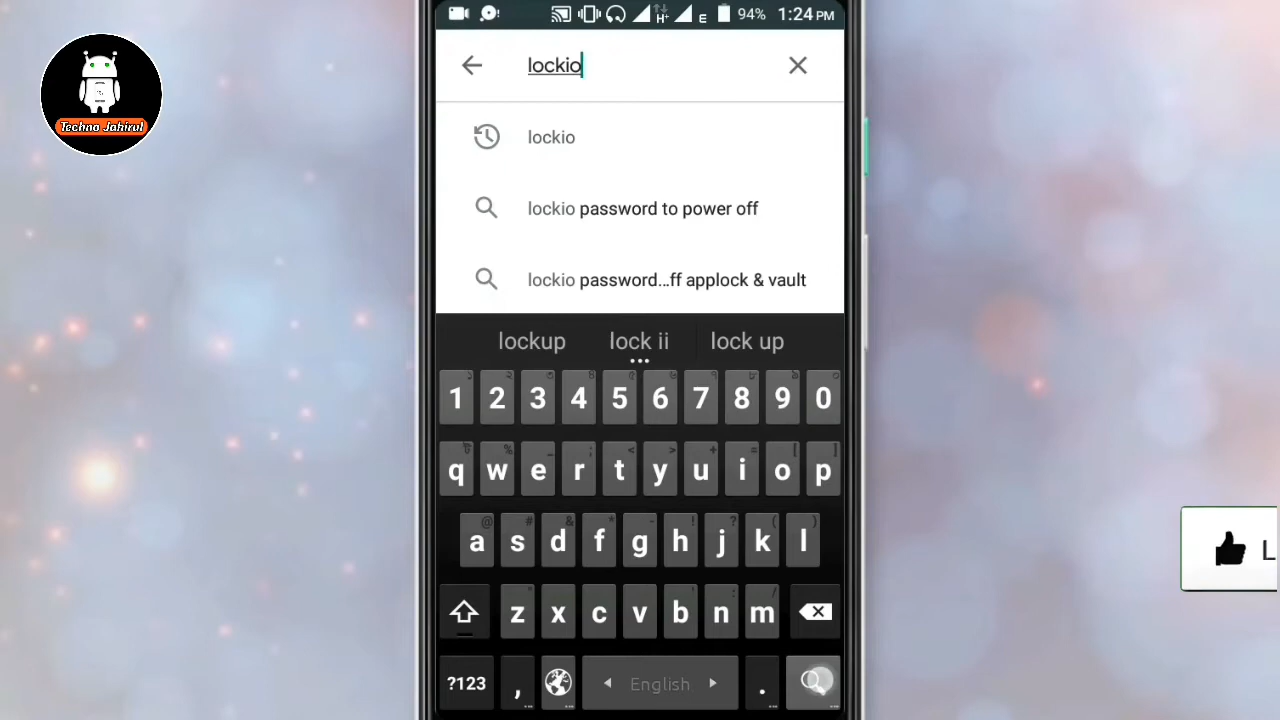 H+ E 94% 1:24 PM
Techno Jahirul
lockio
lockio
lockio password to power off
lockio password...ff applock & vault
lockup lock ii lock up
1 2 3 4 5 6 7 8 9 0
q w e r t y u i o p
@ # & * - ! ? ( )
a s d f g h j k l
z x c v b n m
?123 , English .
L